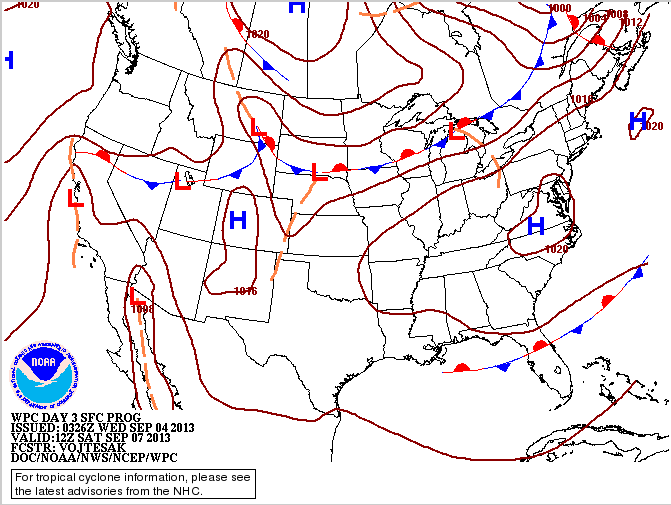 1020
H
1000
1004
1008
1012
H
1020
1016
H
1020
L
L
L
L
L
H
H
1020
1016
L
1008
NOAA
WPC DAY 3 SFC PROG
ISSUED: 0326Z WED SEP 04 2013
VALID:12Z SAT SEP 07 2013
FCSTR: VOJTESAK
DOC/NOAA/NWS/NCEP/WPC
For tropical cyclone information, please see
the latest advisories from the NHC.